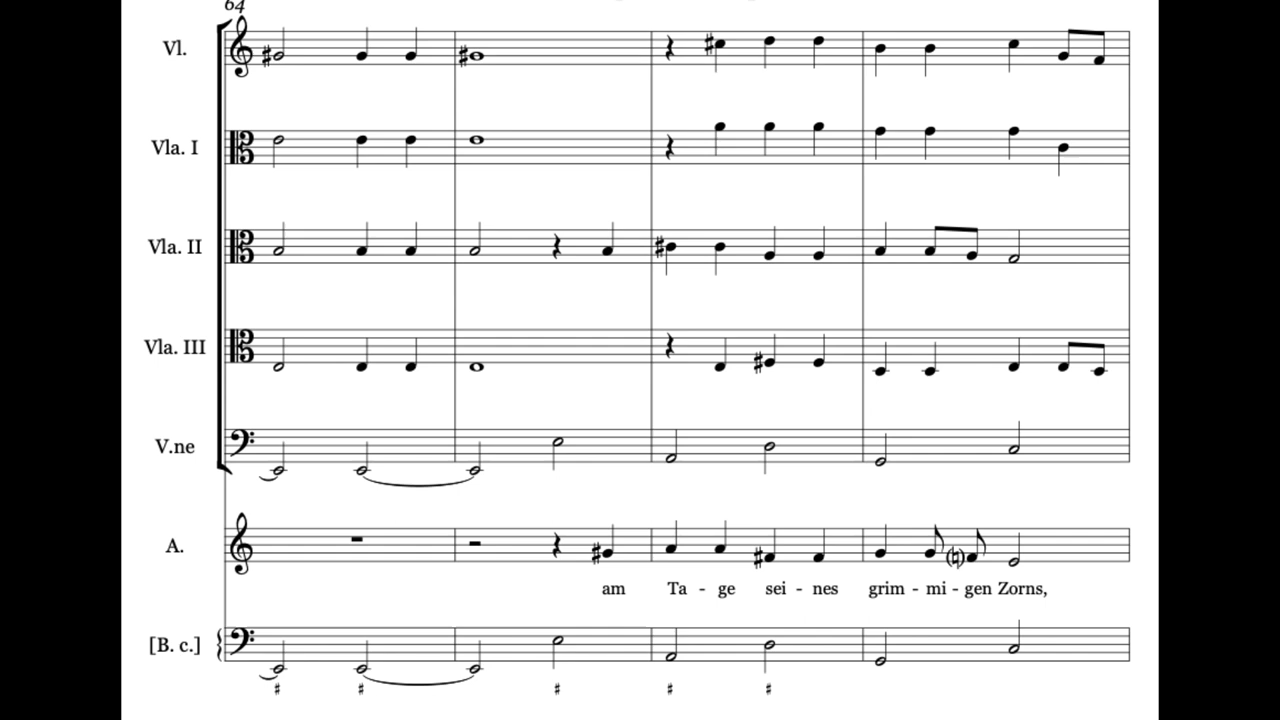 64
Vl.
Vla. I
Vla. II
Vla. III
V.ne
A.
am Ta - ge sei - nes grim - mi - gen Zorns,
[B. c.]